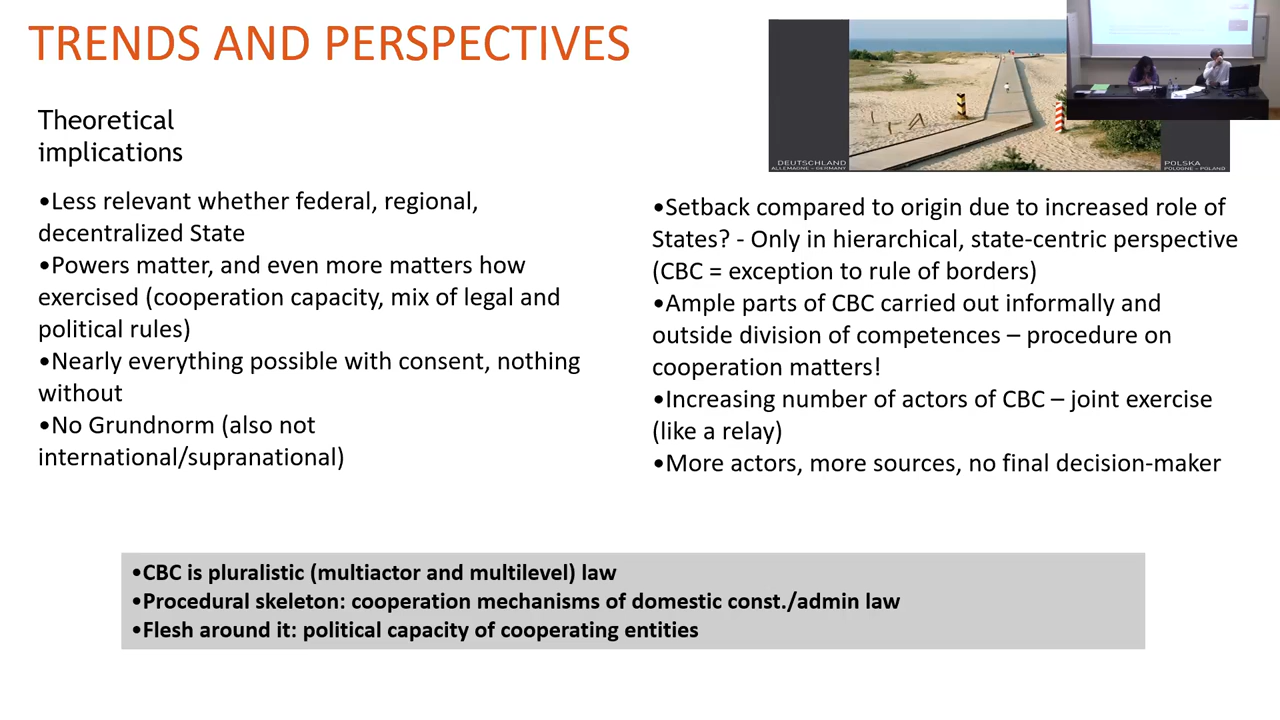 TRENDS AND PERSPECTIVES
DEUTSCHLAND
ALLEMAGNE - GERMANY
POLSKA
POLOGNE - POLAND
Theoretical
implications
•Less relevant whether federal, regional,
decentralized State
•Powers matter, and even more matters how
exercised (cooperation capacity, mix of legal and
political rules)
•Nearly everything possible with consent, nothing
without
•No Grundnorm (also not
international/supranational)
•Setback compared to origin due to increased role of
States? - Only in hierarchical, state-centric perspective
(CBC = exception to rule of borders)
•Ample parts of CBC carried out informally and
outside division of competences – procedure on
cooperation matters!
•Increasing number of actors of CBC – joint exercise
(like a relay)
•More actors, more sources, no final decision-maker
•CBC is pluralistic (multiactor and multilevel) law
•Procedural skeleton: cooperation mechanisms of domestic const./admin law
•Flesh around it: political capacity of cooperating entities